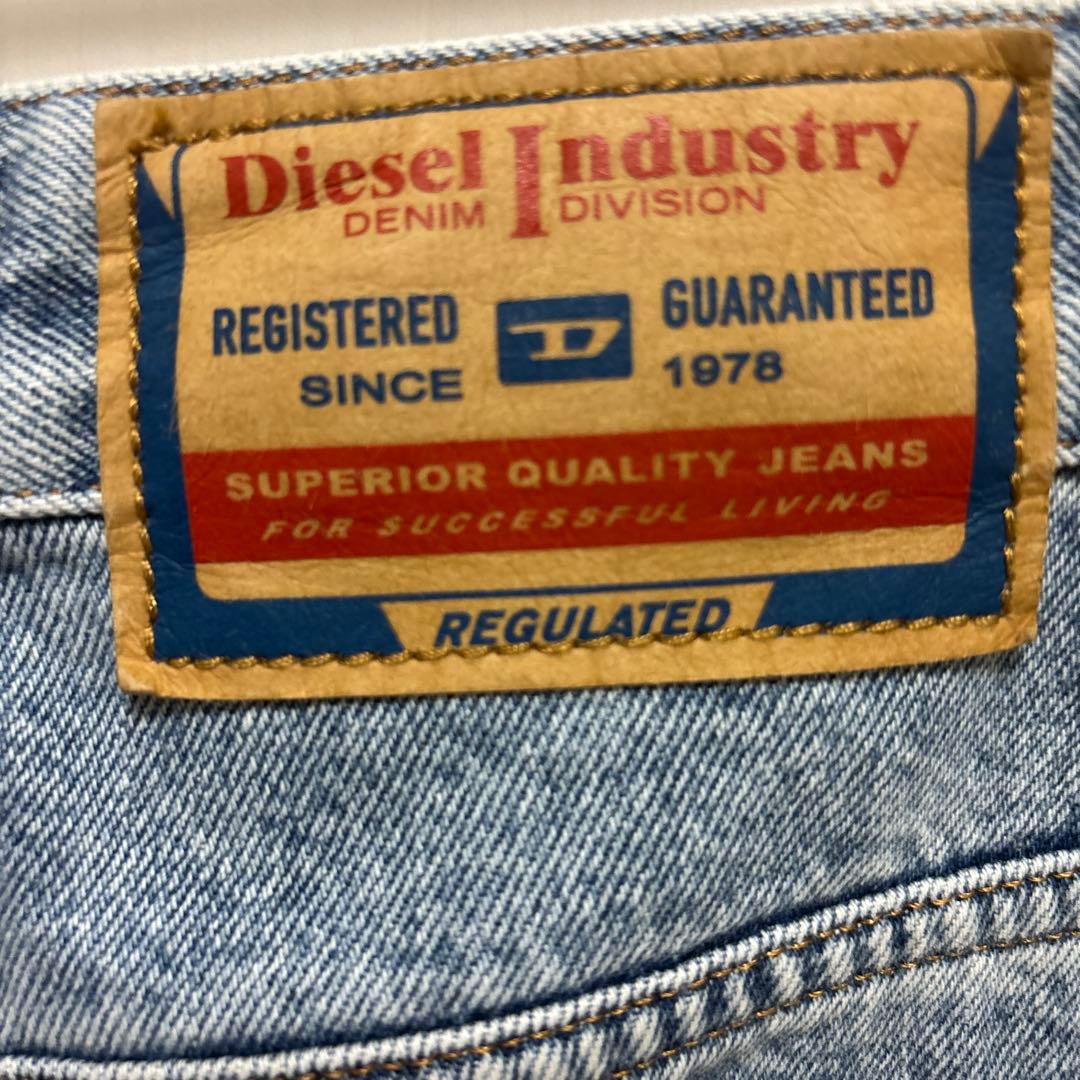 Diesel Industry
DENIM DIVISION
REGISTERED D GUARANTEED
SINCE 1978
SUPERIOR QUALITY JEANS
FOR SUCCESSFUL LIVING
REGULATED